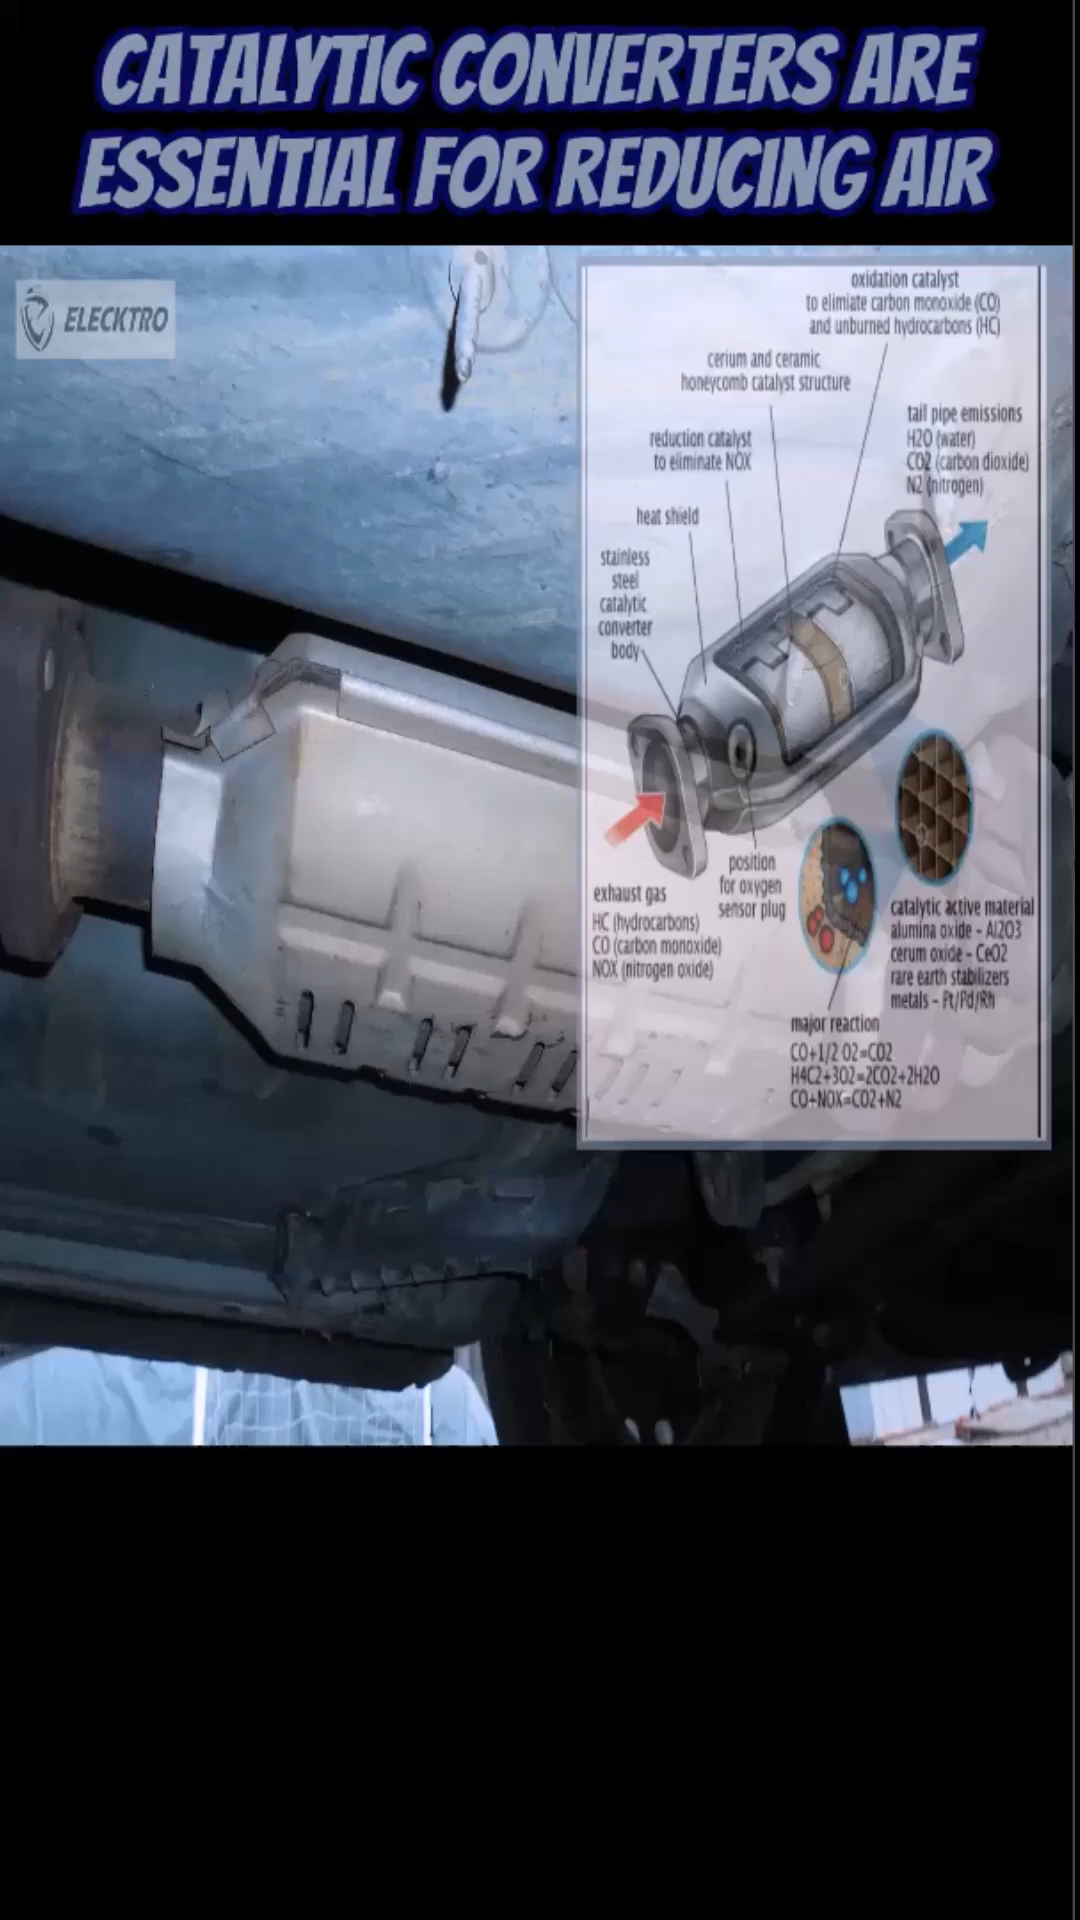 CATALYTIC CONVERTERS ARE
ESSENTIAL FOR REDUCING AIR
ELECKTRO
oxidation catalyst
to elimiate carbon monoxide (CO)
and unburned hydrocarbons (HC)
cerium and ceramic
honeycomb catalyst structure
reduction catalyst
to eliminate NOX
tail pipe emissions
H2O (water)
CO2 (carbon dioxide)
N2 (nitrogen)
heat shield
stainless
steel
catalytic
converter
body
exhaust gas
HC (hydrocarbons)
CO (carbon monoxide)
NOX (nitrogen oxide)
position
for oxygen
sensor plug
catalytic active material
alumina oxide - Al2O3
cerum oxide - CeO2
rare earth stabilizers
metals - Pt/Pd/Rh
major reaction
CO+1/2 O2=CO2
H4C2+3O2=2CO2+2H2O
CO+NOX=CO2+N2